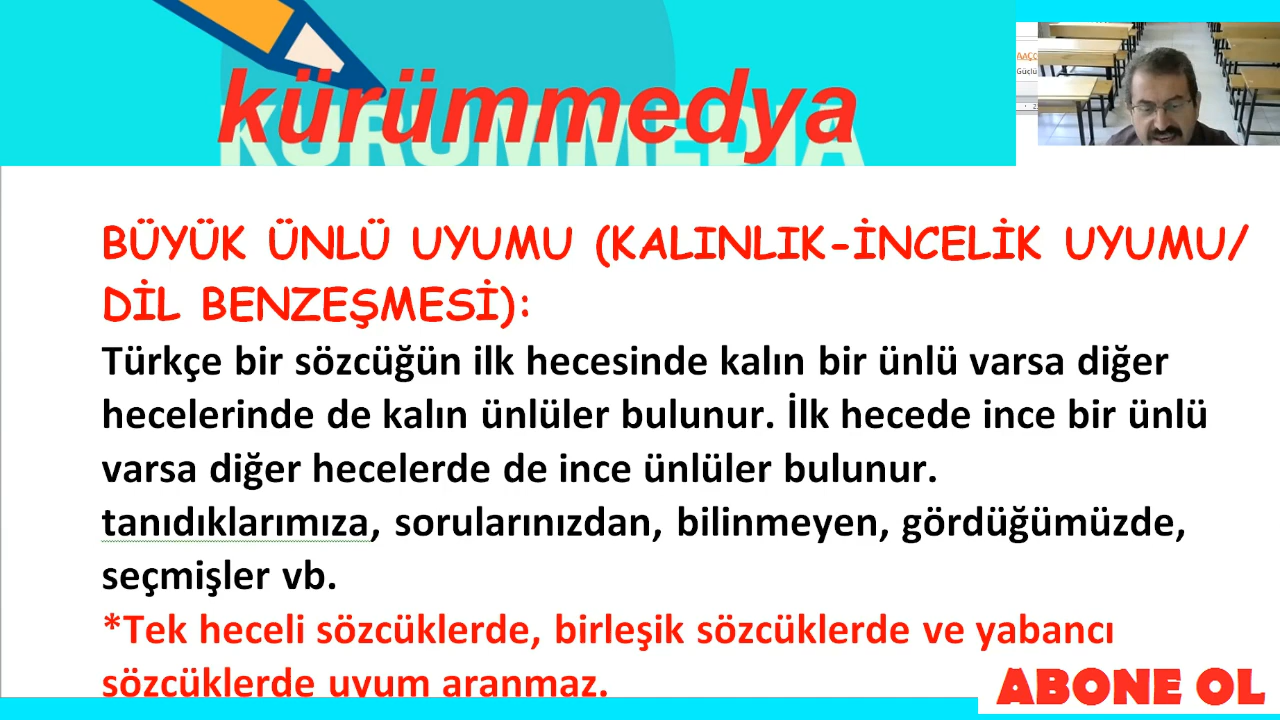 kürümmedya
KÜRÜMMEDIA
BÜYÜK ÜNLÜ UYUMU (KALINLIK-İNCELİK UYUMU/
DİL BENZEŞMESİ):
Türkçe bir sözcüğün ilk hecesinde kalın bir ünlü varsa diğer
hecelerinde de kalın ünlüler bulunur. İlk hecede ince bir ünlü
varsa diğer hecelerde de ince ünlüler bulunur.
tanıdıklarımıza, sorularınızdan, bilinmeyen, gördüğümüzde,
seçmişler vb.
*Tek heceli sözcüklerde, birleşik sözcüklerde ve yabancı
sözcüklerde uyum aranmaz.
ABONE OL